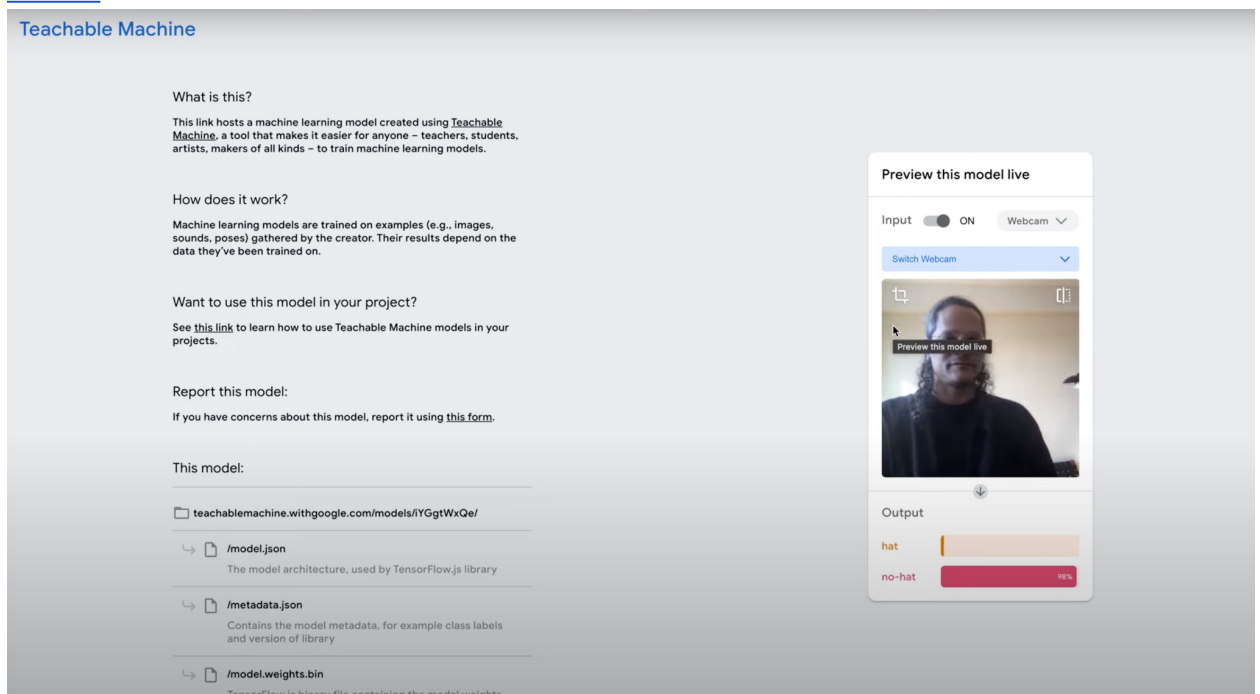 Teachable Machine
What is this?
This link hosts a machine learning model created using Teachable
Machine, a tool that makes it easier for anyone – teachers, students,
artists, makers of all kinds – to train machine learning models.
How does it work?
Machine learning models are trained on examples (e.g., images,
sounds, poses) gathered by the creator. Their results depend on the
data they've been trained on.
Want to use this model in your project?
See this link to learn how to use Teachable Machine models in your
projects.
Report this model:
If you have concerns about this model, report it using this form.
This model:
teachablemachine.withgoogle.com/models/iYGgtWxQe/
/model.json
The model architecture, used by TensorFlow.js library
/metadata.json
Contains the model metadata, for example class labels
and version of library
/model.weights.bin
TensorFlow.js binary file containing the model weights
Preview this model live
Input ON Webcam
Switch Webcam
Preview this model live
Output
hat
no-hat 98%